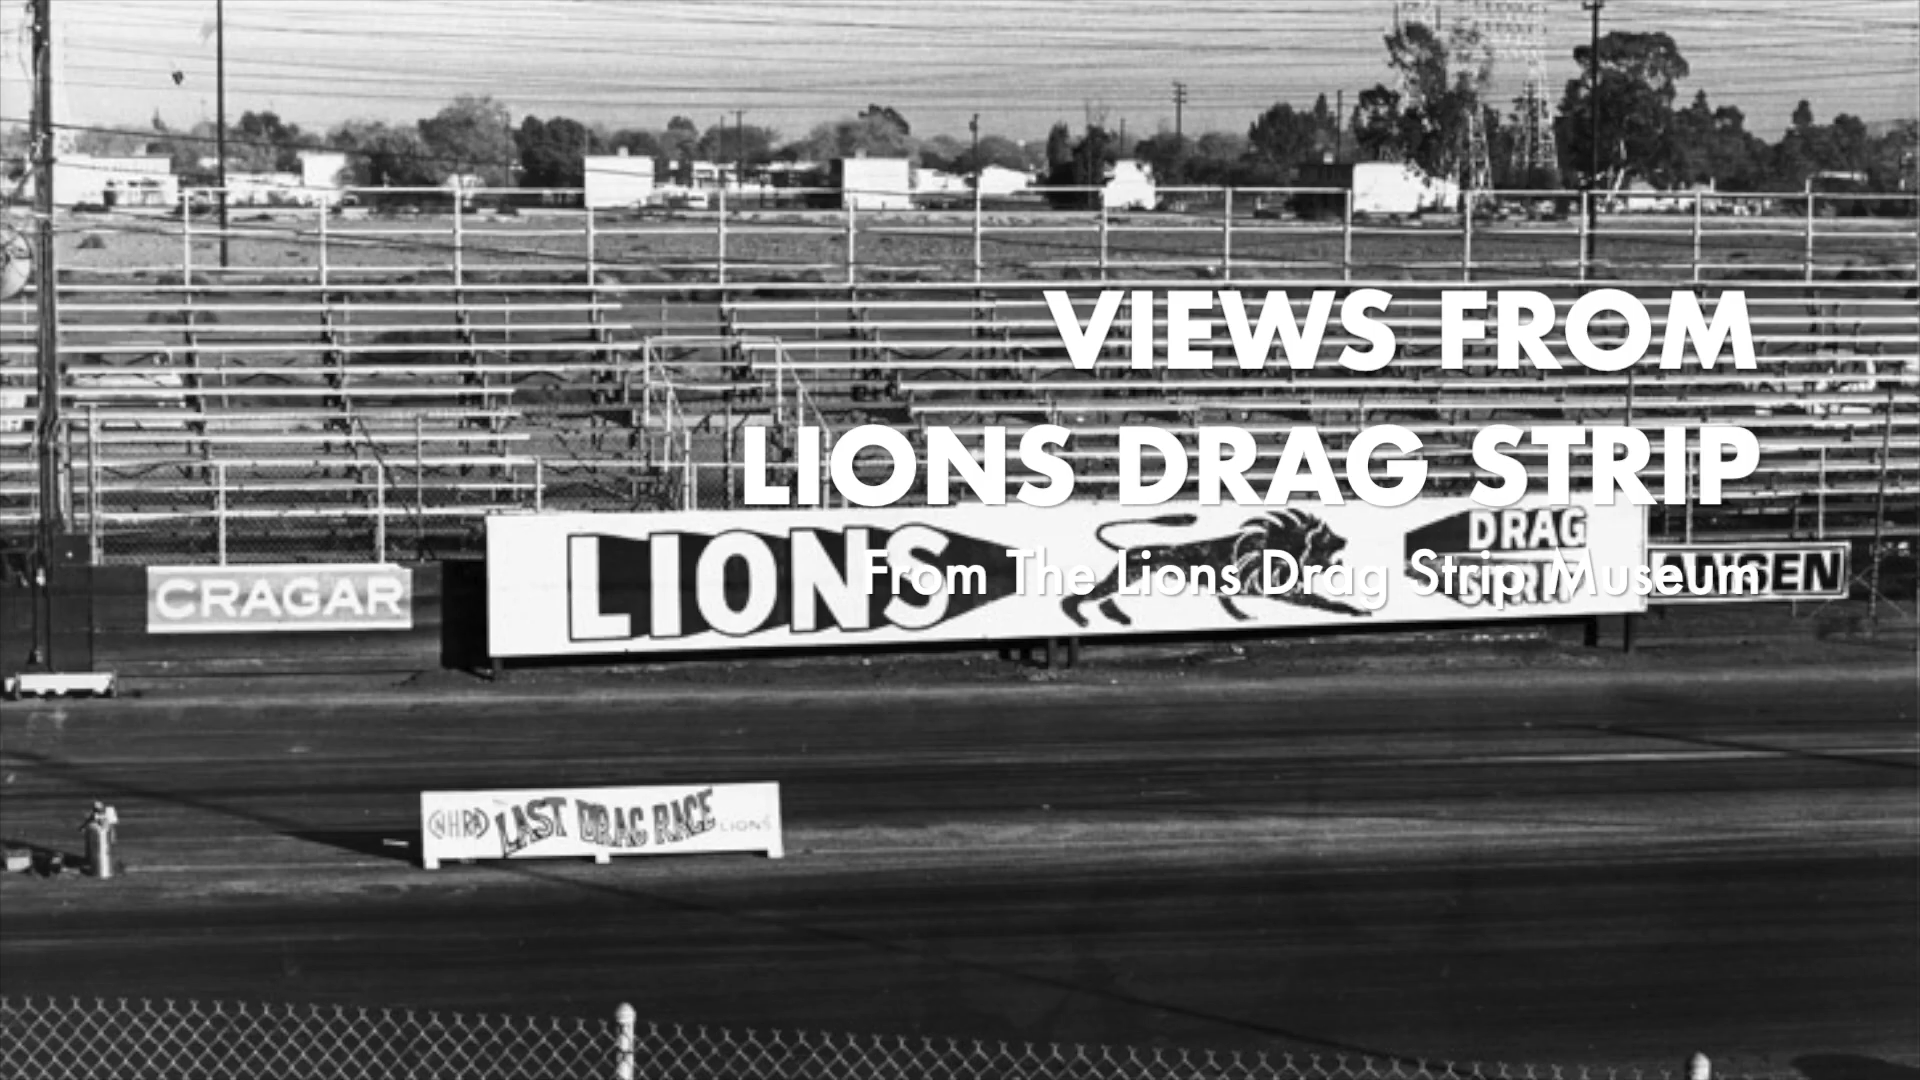 VIEWS FROM
LIONS DRAG STRIP
From The Lions Drag Strip Museum
LIONS DRAG STRIP
CRAGAR
NHRA LAST DRAG RACE LIONS